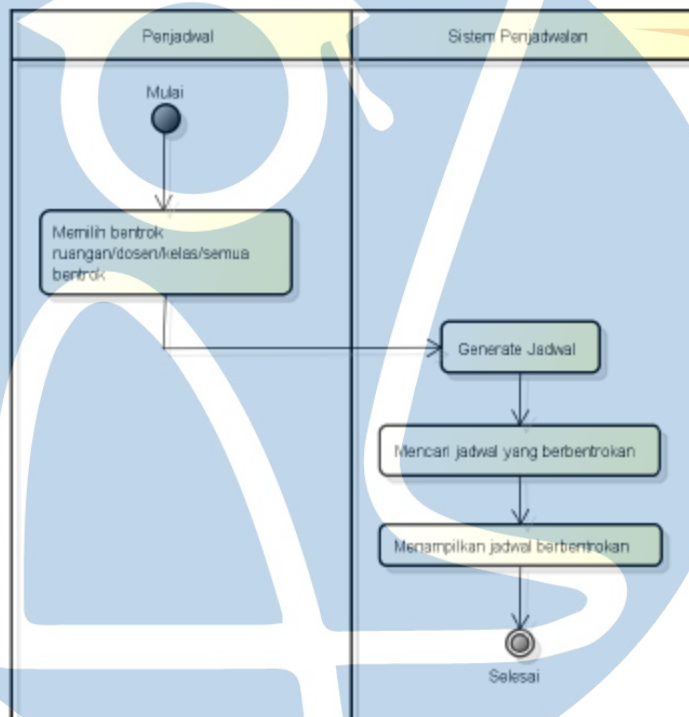 Penjadwal
Sistem Penjadwalan
Mulai
Memilih bentrok
ruangan/dosen/kelas/semua
bentrok
Generate Jadwal
Mencari jadwal yang berbentrokan
Menampilkan jadwal berbentrokan
Selesai